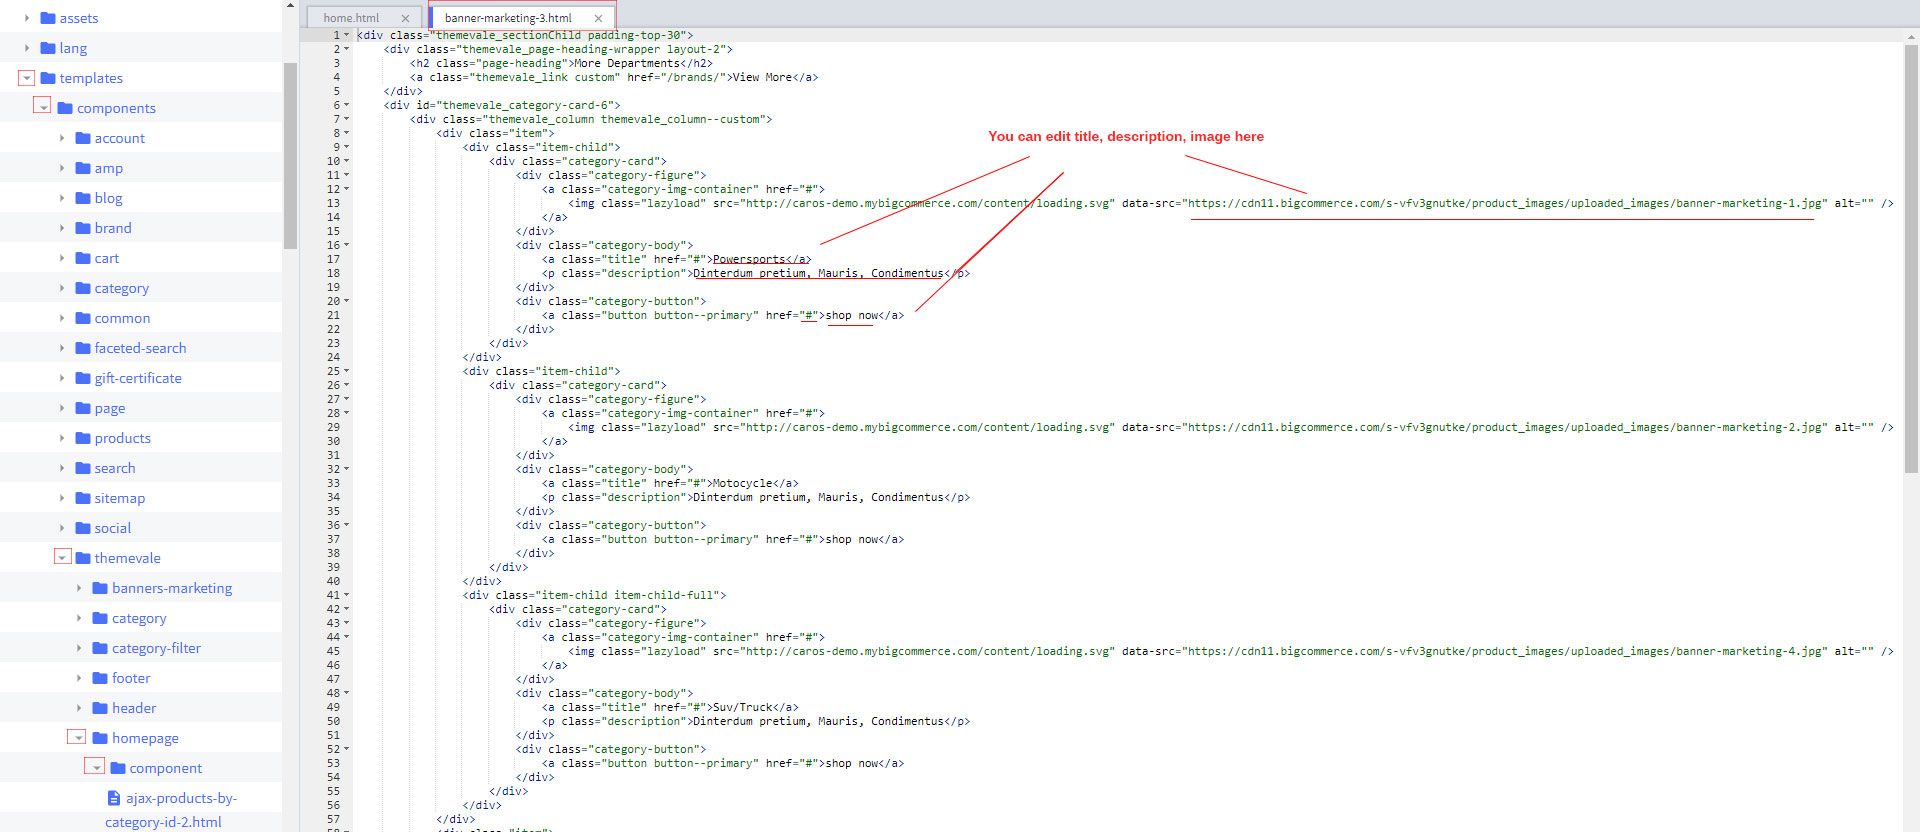 assets
lang
templates
components
account
amp
blog
brand
cart
category
common
faceted-search
gift-certificate
page
products
search
sitemap
social
themevale
banners-marketing
category
category-filter
footer
header
homepage
component
ajax-products-by-
category-id-2.html
home.html ×
banner-marketing-3.html ×
You can edit title, description, image here
1 <div class="themevale_sectionChild padding-top-30">
2 <div class="themevale_page-heading-wrapper layout-2">
3 <h2 class="page-heading">More Departments</h2>
4 <a class="themevale_link custom" href="/brands/">View More</a>
5 </div>
6 <div id="themevale_category-card-6">
7 <div class="themevale_column themevale_column--custom">
8 <div class="item">
9 <div class="item-child">
10 <div class="category-card">
11 <div class="category-figure">
12 <a class="category-img-container" href="#">
13 <img class="lazyload" src="http://caros-demo.mybigcommerce.com/content/loading.svg" data-src="https://cdn11.bigcommerce.com/s-vfv3gnutke/product_images/uploaded_images/banner-marketing-1.jpg" alt="" />
14 </a>
15 </div>
16 <div class="category-body">
17 <a class="title" href="#">Powersports</a>
18 <p class="description">Dinterdum pretium, Mauris, Condimentus</p>
19 </div>
20 <div class="category-button">
21 <a class="button button--primary" href="#">shop now</a>
22 </div>
23 </div>
24 </div>
25 <div class="item-child">
26 <div class="category-card">
27 <div class="category-figure">
28 <a class="category-img-container" href="#">
29 <img class="lazyload" src="http://caros-demo.mybigcommerce.com/content/loading.svg" data-src="https://cdn11.bigcommerce.com/s-vfv3gnutke/product_images/uploaded_images/banner-marketing-2.jpg" alt="" />
30 </a>
31 </div>
32 <div class="category-body">
33 <a class="title" href="#">Motocycle</a>
34 <p class="description">Dinterdum pretium, Mauris, Condimentus</p>
35 </div>
36 <div class="category-button">
37 <a class="button button--primary" href="#">shop now</a>
38 </div>
39 </div>
40 </div>
41 <div class="item-child item-child-full">
42 <div class="category-card">
43 <div class="category-figure">
44 <a class="category-img-container" href="#">
45 <img class="lazyload" src="http://caros-demo.mybigcommerce.com/content/loading.svg" data-src="https://cdn11.bigcommerce.com/s-vfv3gnutke/product_images/uploaded_images/banner-marketing-4.jpg" alt="" />
46 </a>
47 </div>
48 <div class="category-body">
49 <a class="title" href="#">Suv/Truck</a>
50 <p class="description">Dinterdum pretium, Mauris, Condimentus</p>
51 </div>
52 <div class="category-button">
53 <a class="button button--primary" href="#">shop now</a>
54 </div>
55 </div>
56 </div>
57 </div>